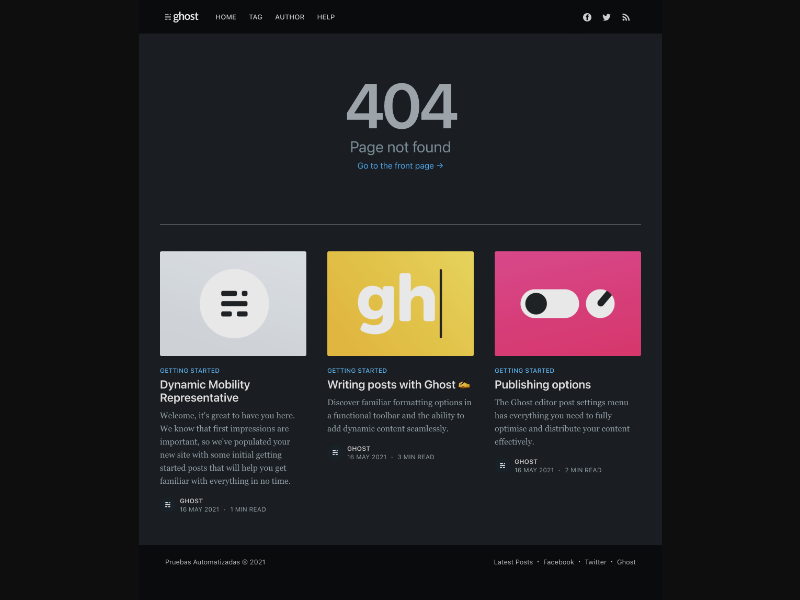 ghost HOME TAG AUTHOR HELP
404
Page not found
Go to the front page →
gh
GETTING STARTED
Dynamic Mobility
Representative
Welcome, it's great to have you here.
We know that first impressions are
important, so we've populated your
new site with some initial getting
started posts that will help you get
familiar with everything in no time.
GHOST
16 MAY 2021 · 1 MIN READ
GETTING STARTED
Writing posts with Ghost ✍️
Discover familiar formatting options in
a functional toolbar and the ability to
add dynamic content seamlessly.
GHOST
16 MAY 2021 · 3 MIN READ
GETTING STARTED
Publishing options
The Ghost editor post settings menu
has everything you need to fully
optimise and distribute your content
effectively.
GHOST
16 MAY 2021 · 2 MIN READ
Pruebas Automatizadas © 2021
Latest Posts · Facebook · Twitter · Ghost